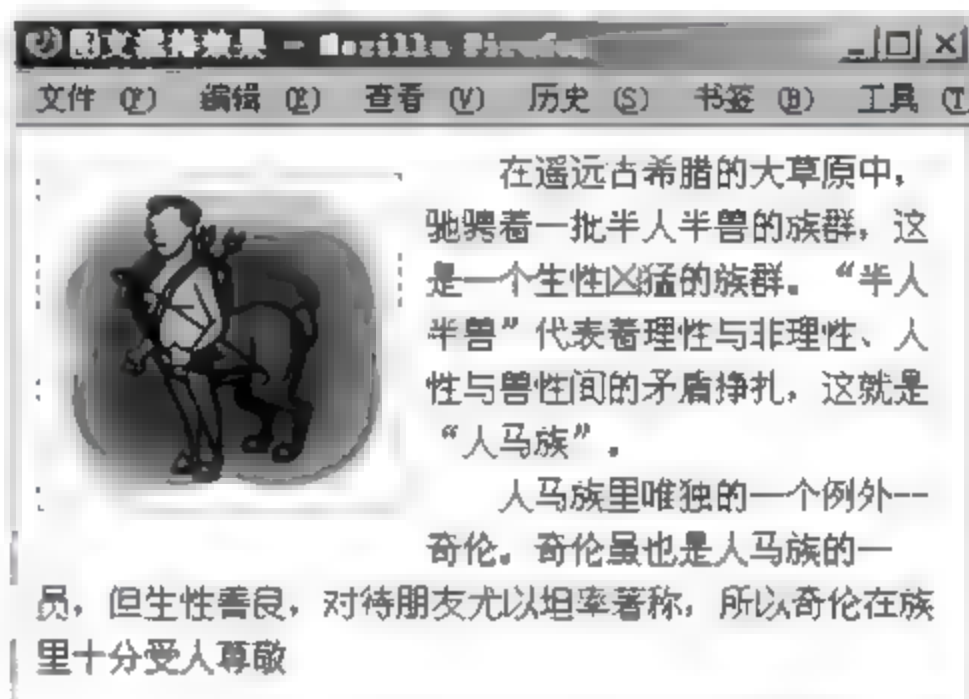 图文混排效果 - Mozilla Firefox
文件 (F) 编辑 (E) 查看 (V) 历史 (S) 书签 (B) 工具 (T
在遥远古希腊的大草原中，
驰骋着一批半人半兽的族群，这
是一个生性凶猛的族群。“半人
半兽”代表着理性与非理性、人
性与兽性间的矛盾挣扎，这就是
“人马族”。
人马族里唯独的一个例外--
奇伦。奇伦虽也是人马族的一
员，但生性善良，对待朋友尤以坦率著称，所以奇伦在族
里十分受人尊敬